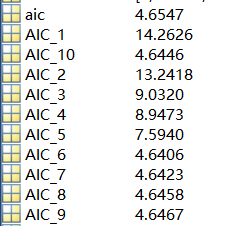 aic 4.6547
AIC_1 14.2626
AIC_10 4.6446
AIC_2 13.2418
AIC_3 9.0320
AIC_4 8.9473
AIC_5 7.5940
AIC_6 4.6406
AIC_7 4.6423
AIC_8 4.6458
AIC_9 4.6467